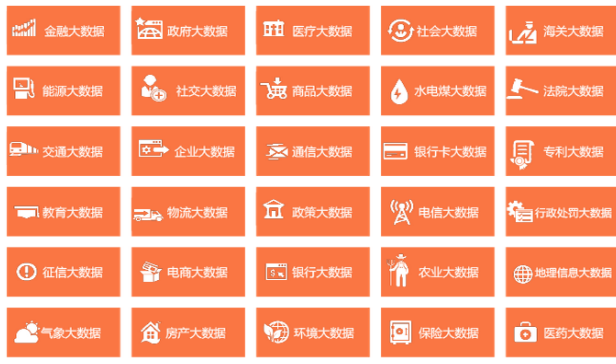 金融大数据
政府大数据
医疗大数据
社会大数据
海关大数据
能源大数据
社交大数据
商品大数据
水电煤大数据
法院大数据
交通大数据
企业大数据
通信大数据
银行卡大数据
专利大数据
教育大数据
物流大数据
政策大数据
电信大数据
行政处罚大数据
征信大数据
电商大数据
银行大数据
农业大数据
地理信息大数据
气象大数据
房产大数据
环境大数据
保险大数据
医药大数据